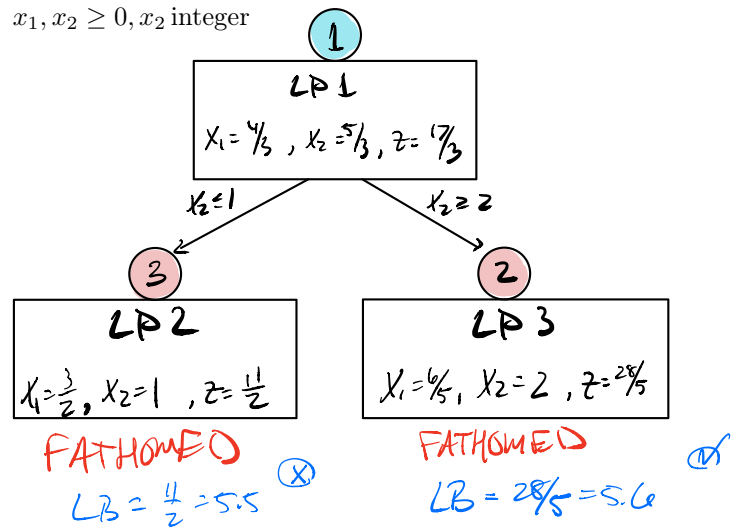 x₁, x₂ ≥ 0, x₂ integer
1
LP 1
x₁ = 4/3 , x₂ = 5/3, z = 17/3
x₂ ≤ 1
x₂ ≥ 2
3
2
LP 2
LP 3
x₁ = 3/2, x₂ = 1 , z = 11/2
x₁ = 6/5, x₂ = 2 , z = 28/5
FATHOMED
FATHOMED
LB = 11/2 = 5.5
X
LB = 28/5 = 5.6